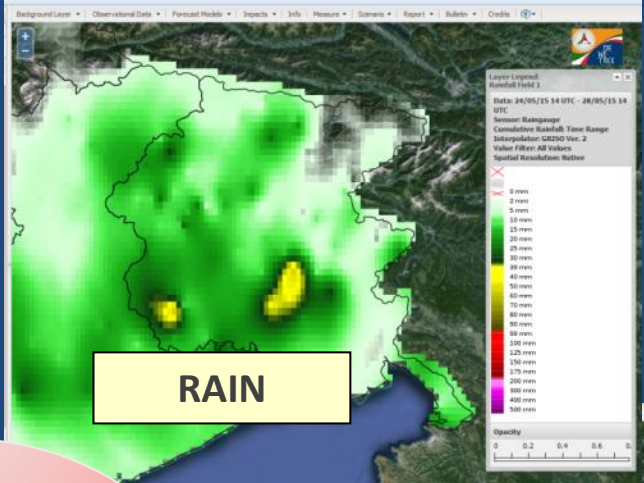 Background Layer Observational Data Forecast Models Impacts Info Measure Scenario Report Bulletin Credits
+
−
DE
WE
TRA
Layer Legend:
Rainfall Field 1
Data: 24/05/15 14 UTC - 28/05/15 14
UTC
Sensor: Raingauge
Cumulative Rainfall: Time Range
Interpolator: GRISO Ver. 2
Value Filter: All Values
Spatial Resolution: Native
0 mm
2 mm
5 mm
10 mm
15 mm
20 mm
25 mm
30 mm
39 mm
40 mm
50 mm
60 mm
70 mm
80 mm
90 mm
99 mm
100 mm
125 mm
150 mm
175 mm
200 mm
300 mm
400 mm
500 mm
RAIN
Opacity
0 0.2 0.4 0.6 0.